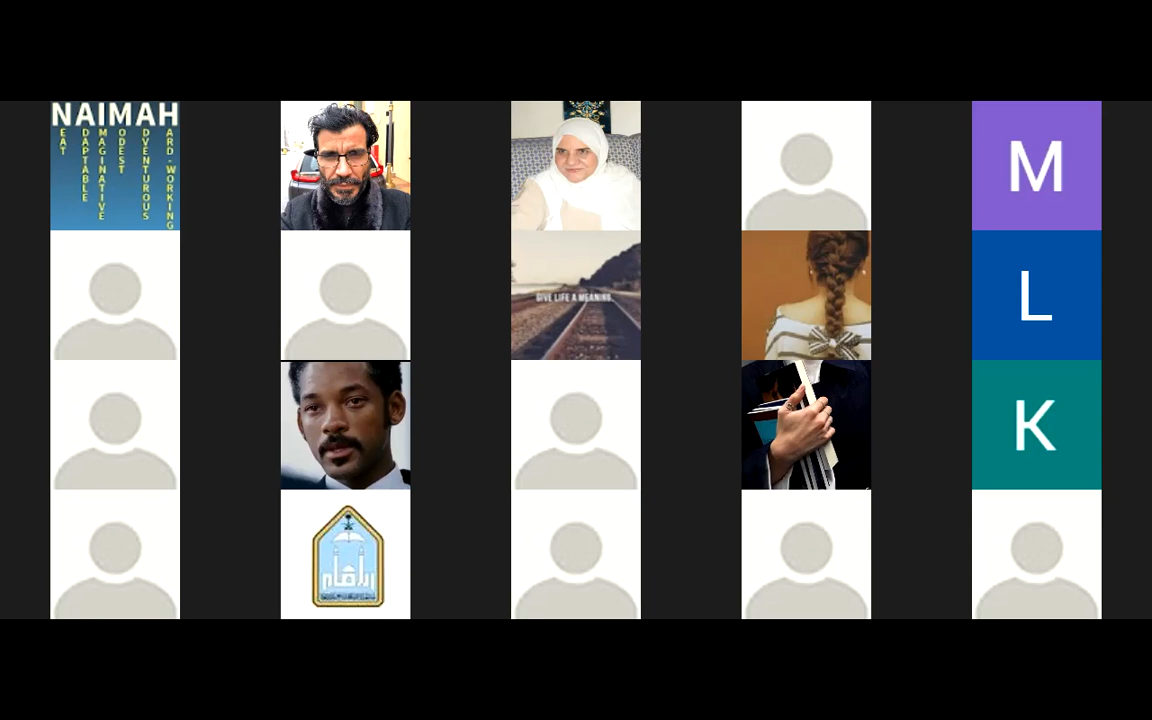 NAIMAH
EAT
DAPTABLE
MAGINATIVE
ODEST
DVENTUROUS
ARD-WORKING
M
GIVE LIFE A MEANING
L
K